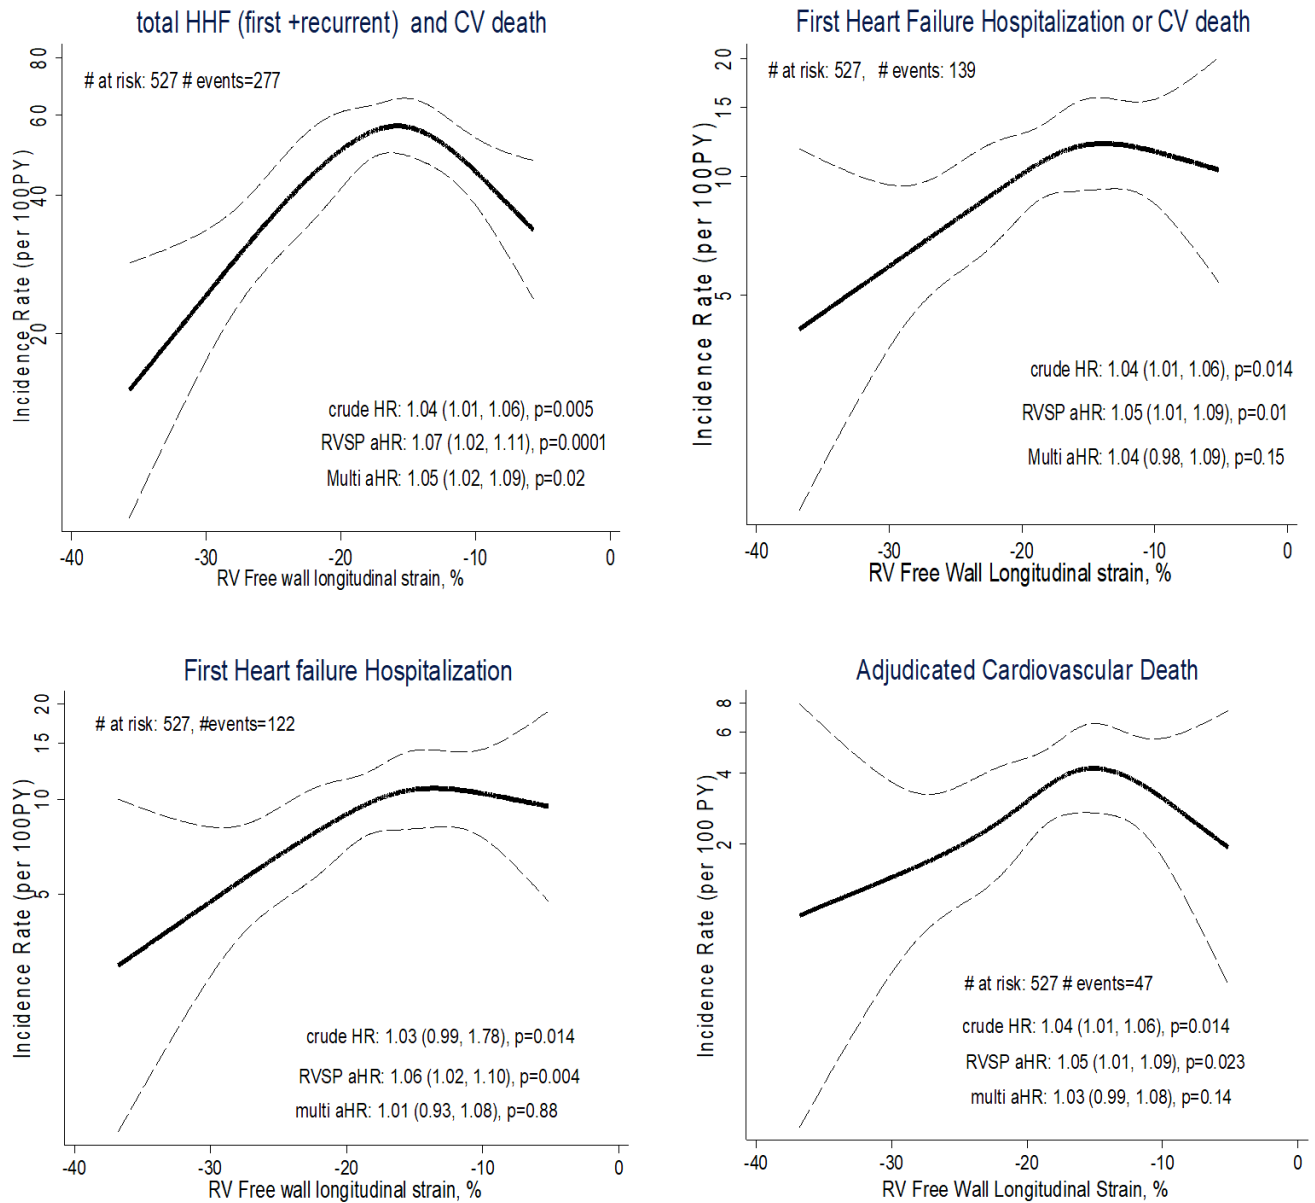 total HHF (first +recurrent) and CV death
# at risk: 527 # events=277
80
60
40
20
Incidence Rate (per 100PY)
crude HR: 1.04 (1.01, 1.06), p=0.005
RVSP aHR: 1.07 (1.02, 1.11), p=0.0001
Multi aHR: 1.05 (1.02, 1.09), p=0.02
-40 -30 -20 -10 0
RV Free wall longitudinal strain, %
First Heart Failure Hospitalization or CV death
# at risk: 527, # events: 139
20
15
10
5
Incidence Rate (per 100PY)
crude HR: 1.04 (1.01, 1.06), p=0.014
RVSP aHR: 1.05 (1.01, 1.09), p=0.01
Multi aHR: 1.04 (0.98, 1.09), p=0.15
-40 -30 -20 -10 0
RV Free Wall Longitudinal strain, %
First Heart failure Hospitalization
# at risk: 527, #events=122
20
15
10
5
Incidence Rate (per 100PY)
crude HR: 1.03 (0.99, 1.78), p=0.014
RVSP aHR: 1.06 (1.02, 1.10), p=0.004
multi aHR: 1.01 (0.93, 1.08), p=0.88
-40 -30 -20 -10 0
RV Free wall longitudinal strain, %
Adjudicated Cardiovascular Death
8
6
4
2
Incidence Rate (per 100 PY)
# at risk: 527 # events=47
crude HR: 1.04 (1.01, 1.06), p=0.014
RVSP aHR: 1.05 (1.01, 1.09), p=0.023
multi aHR: 1.03 (0.99, 1.08), p=0.14
-40 -30 -20 -10 0
RV Free Wall Longitudinal Strain, %